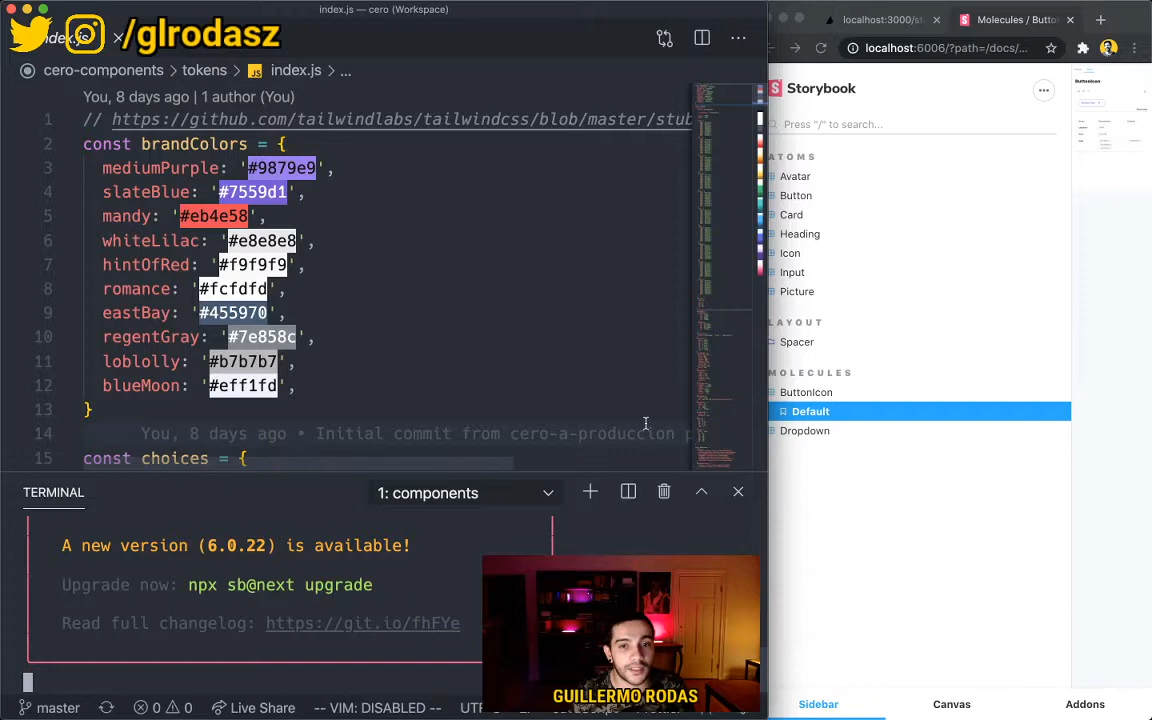 index.js — cero (Workspace)
/glrodasz
cero-components > tokens > index.js > ...
You, 8 days ago | 1 author (You)
1 // https://github.com/tailwindlabs/tailwindcss/blob/master/stub
2 const brandColors = {
3 mediumPurple: '#9879e9',
4 slateBlue: '#7559d1',
5 mandy: '#eb4e58',
6 whiteLilac: '#e8e8e8',
7 hintOfRed: '#f9f9f9',
8 romance: '#fcfdfd',
9 eastBay: '#455970',
10 regentGray: '#7e858c',
11 loblolly: '#b7b7b7',
12 blueMoon: '#eff1fd',
13 }
14 You, 8 days ago • Initial commit from cero-a-produccion p
15 const choices = {
TERMINAL
1: components
A new version (6.0.22) is available!
Upgrade now: npx sb@next upgrade
Read full changelog: https://git.io/fhFYe
GUILLERMO RODAS
master
0
0
Live Share
-- VIM: DISABLED --
localhost:3000/st
Molecules / Butto
localhost:6006/?path=/docs/...
Storybook
Press "/" to search...
ATOMS
Avatar
Button
Card
Heading
Icon
Input
Picture
LAYOUT
Spacer
MOLECULES
ButtonIcon
Default
Dropdown
ButtonIcon
Sidebar
Canvas
Addons